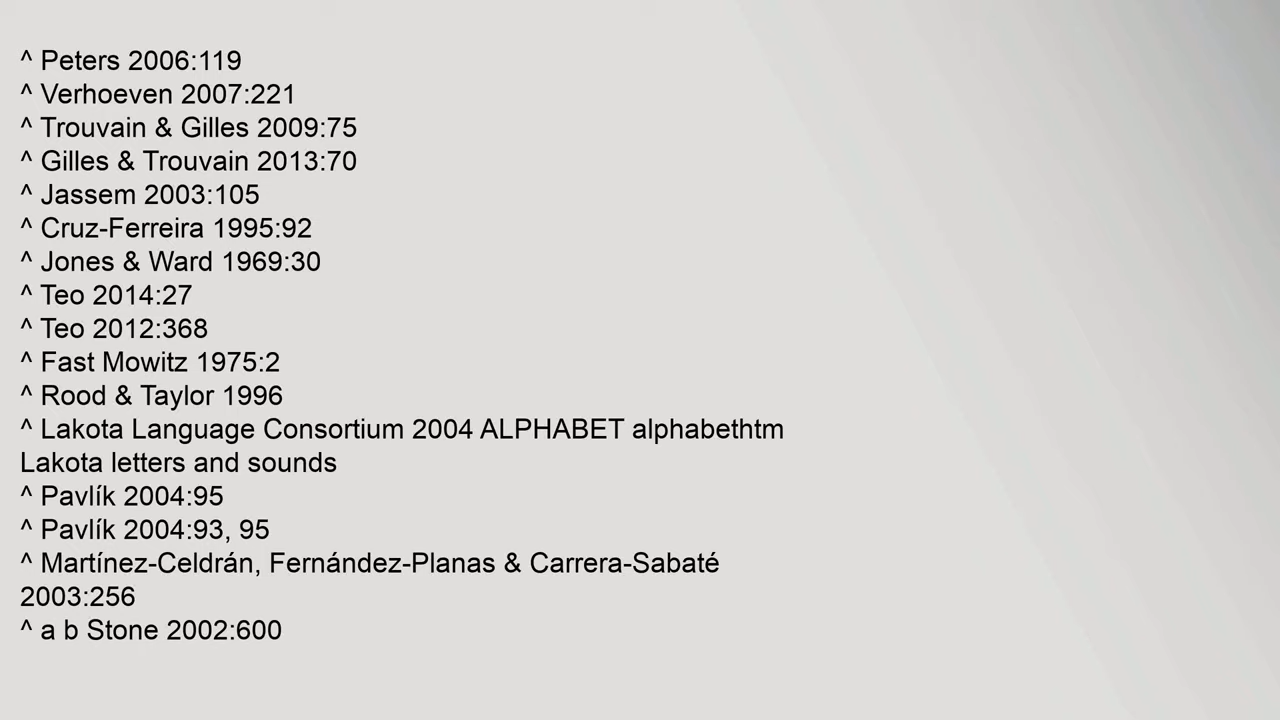 ^ Peters 2006:119
^ Verhoeven 2007:221
^ Trouvain & Gilles 2009:75
^ Gilles & Trouvain 2013:70
^ Jassem 2003:105
^ Cruz-Ferreira 1995:92
^ Jones & Ward 1969:30
^ Teo 2014:27
^ Teo 2012:368
^ Fast Mowitz 1975:2
^ Rood & Taylor 1996
^ Lakota Language Consortium 2004 ALPHABET alphabethtm
Lakota letters and sounds
^ Pavlík 2004:95
^ Pavlík 2004:93, 95
^ Martínez-Celdrán, Fernández-Planas & Carrera-Sabaté
2003:256
^ a b Stone 2002:600